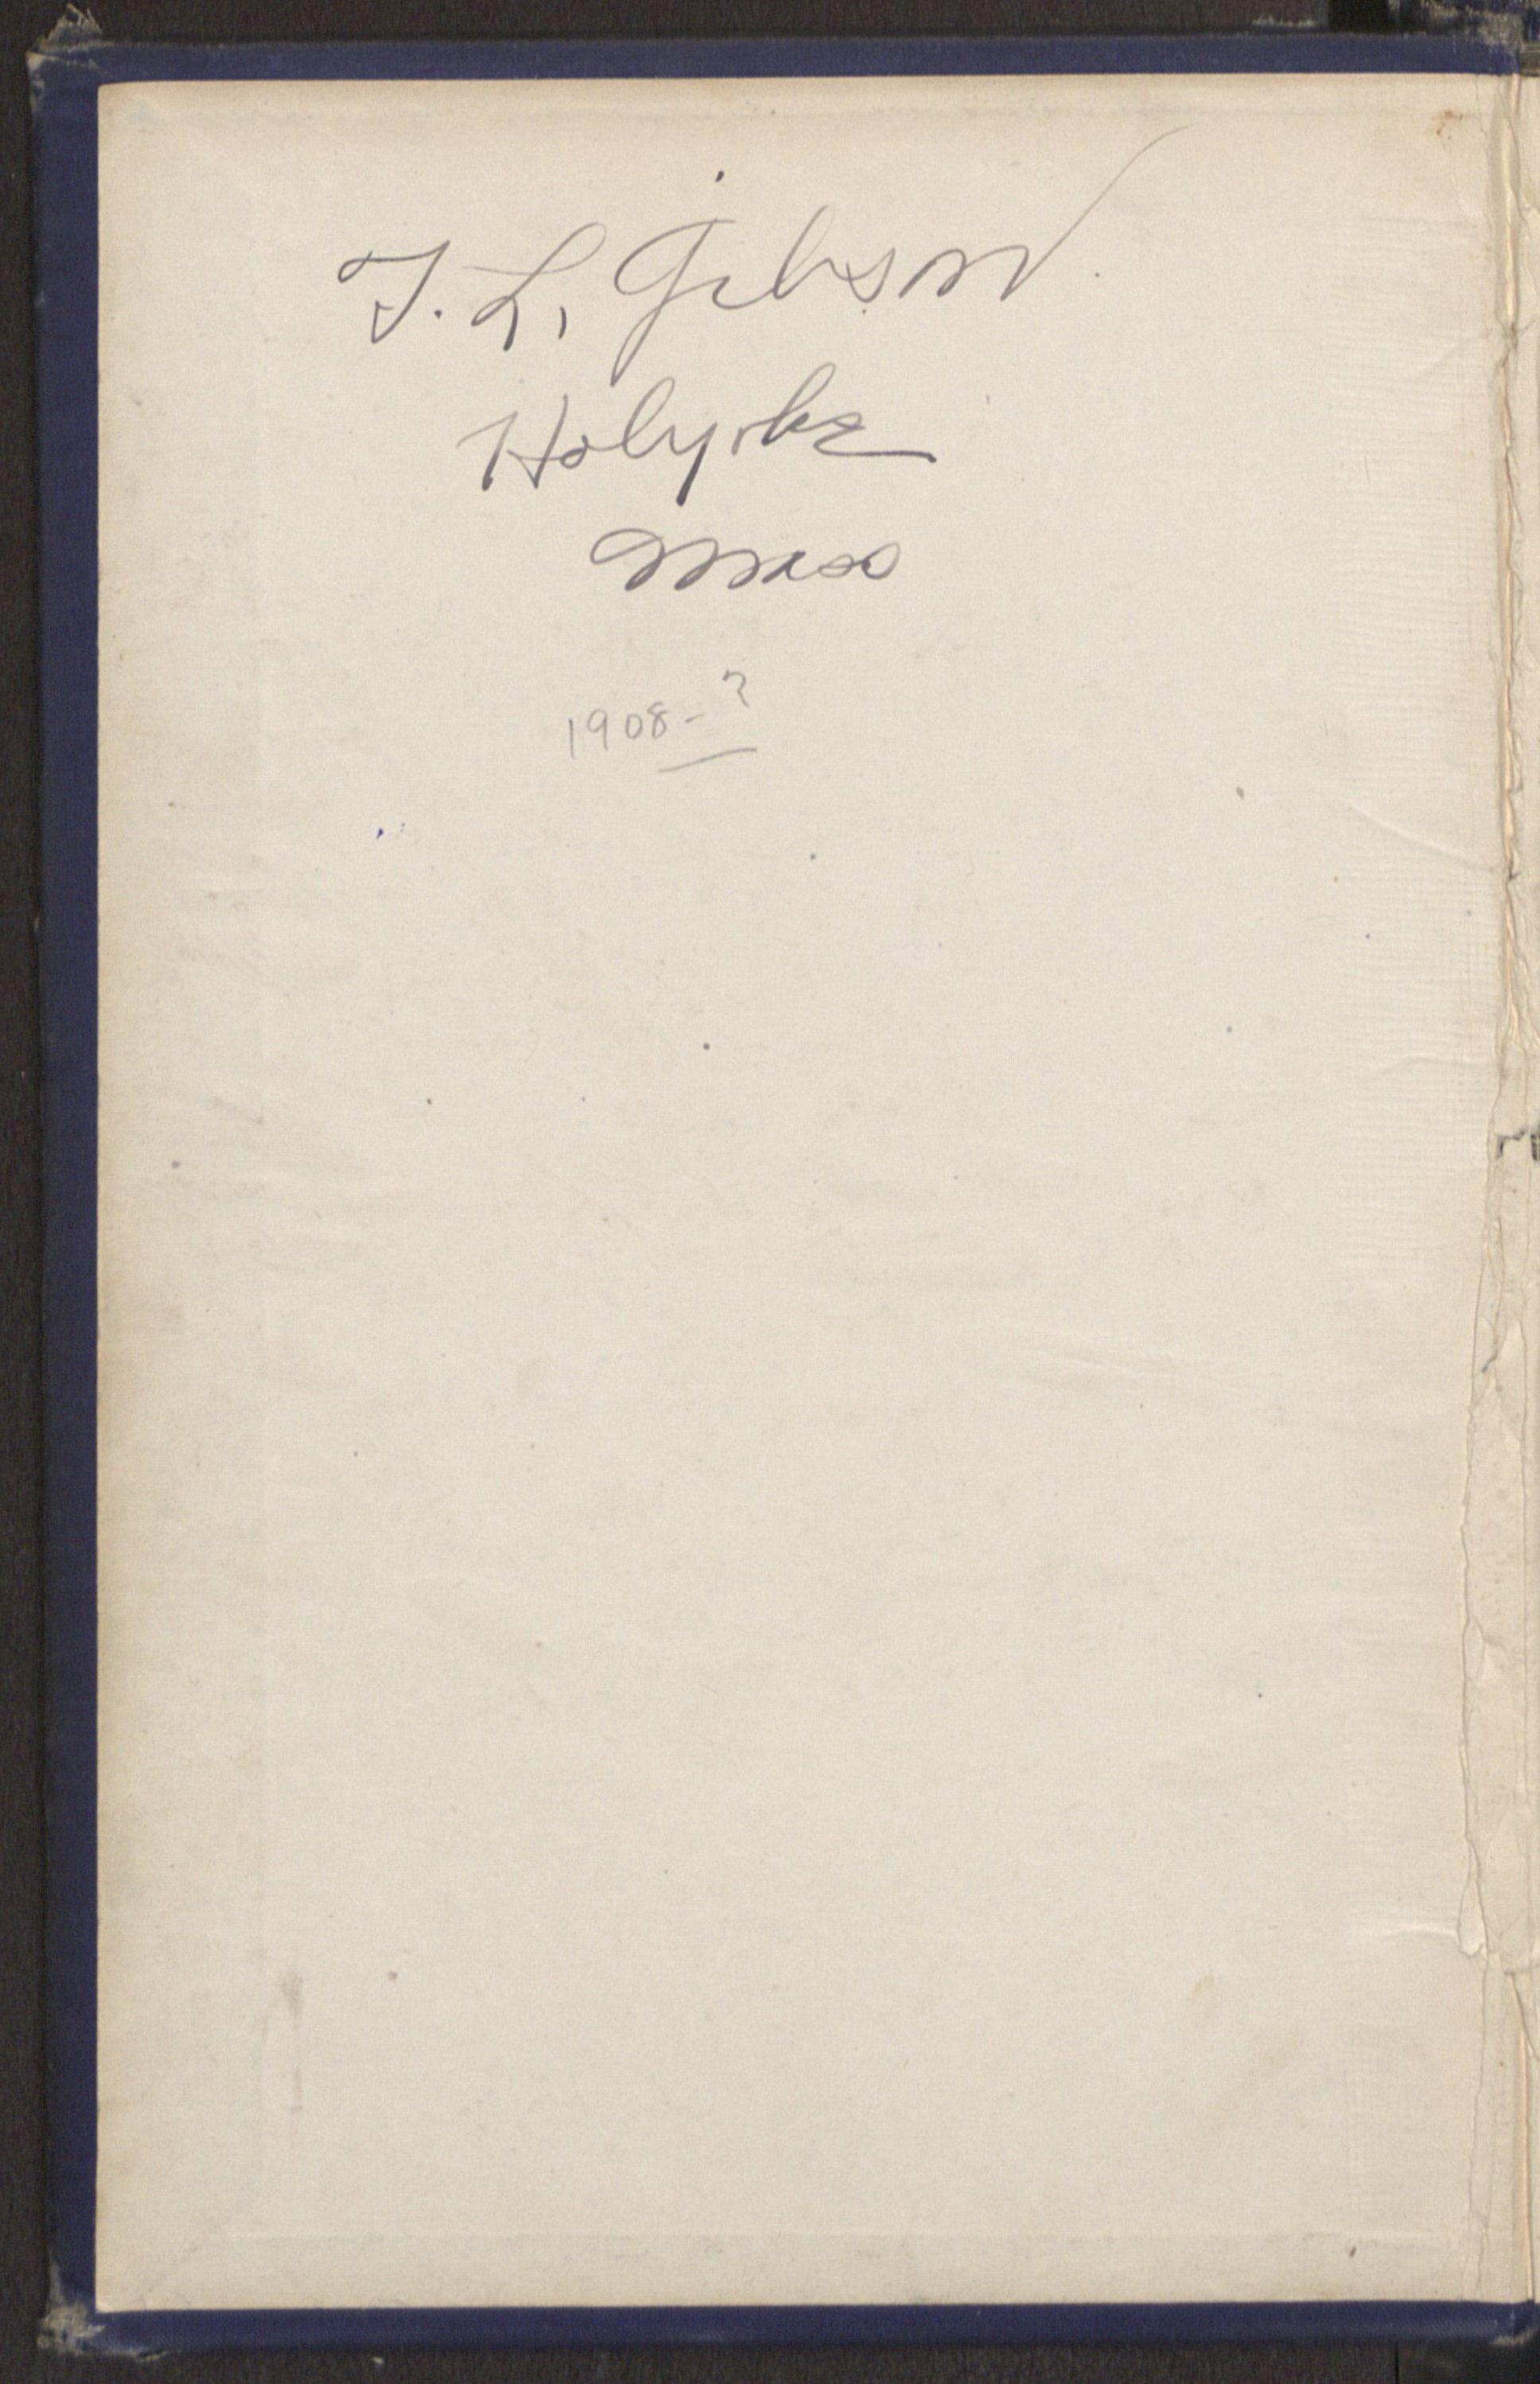 T. L. Gibson.
Holyoke
Mass
1908-?